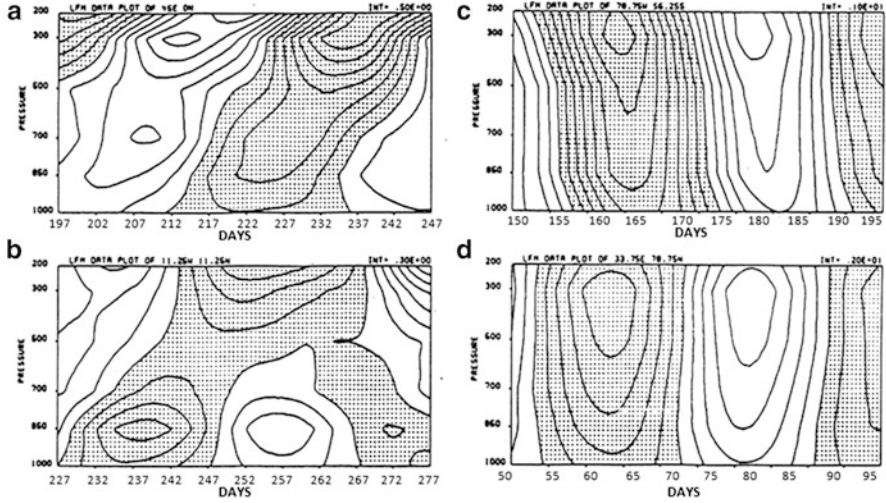 a
LFM DATA PLOT OF 45E 0N INT= .50E+00
PRESSURE
200
300
500
700
850
1000
197 202 207 212 217 222 227 232 237 242 247
DAYS
b
LFM DATA PLOT OF 11.25W 11.25N INT= .30E+00
PRESSURE
200
300
500
700
850
1000
227 232 237 242 247 252 257 262 267 272 277
DAYS
c
LFM DATA PLOT OF 78.75W 56.25S INT= .10E+01
PRESSURE
200
300
500
700
850
1000
150 155 160 165 170 175 180 185 190 195
DAYS
d
LFM DATA PLOT OF 33.75E 78.75N INT= .20E+01
PRESSURE
200
300
500
700
850
1000
50 55 60 65 70 75 80 85 90 95
DAYS